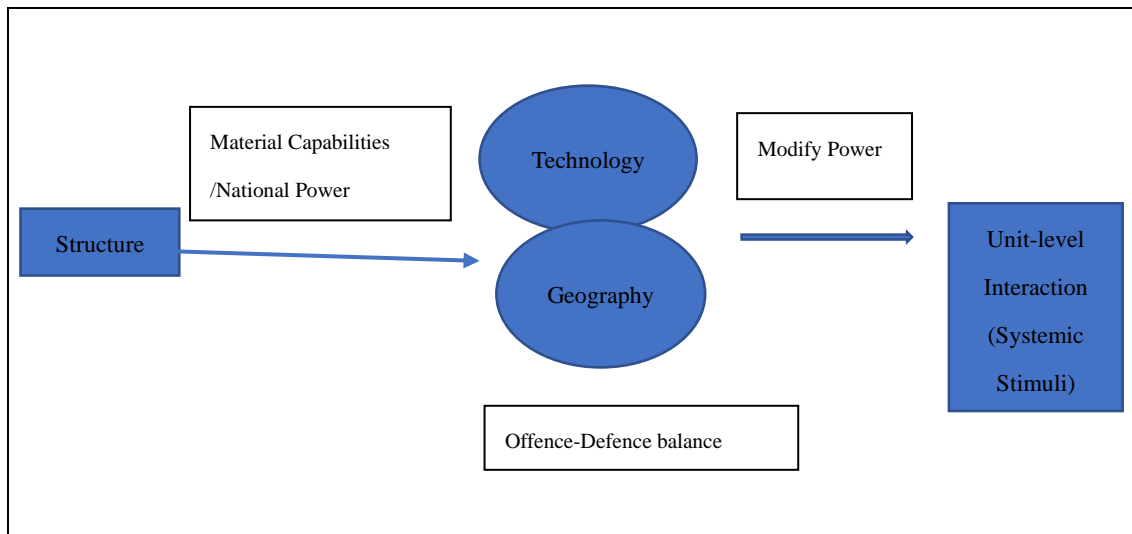 Structure
Material Capabilities
/National Power
Technology
Geography
Offence-Defence balance
Modify Power
Unit-level
Interaction
(Systemic
Stimuli)